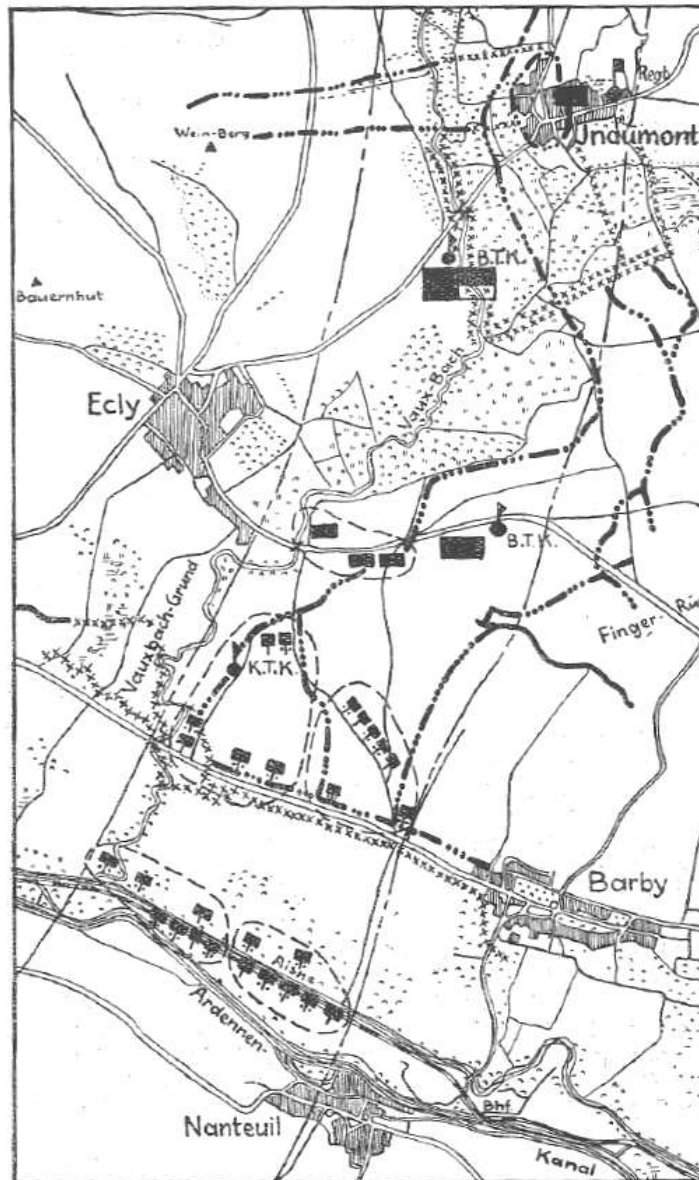 Regt.
Inaumont
Wein-Berg
B.T.K.
Bauernhut
Vaux-Bach
Ecly
B.T.K.
Vauxbach-Grund
Finger-
K.T.K.
Barby
Aisne
Ardennen-
Bhf.
Nanteuil
Kanal